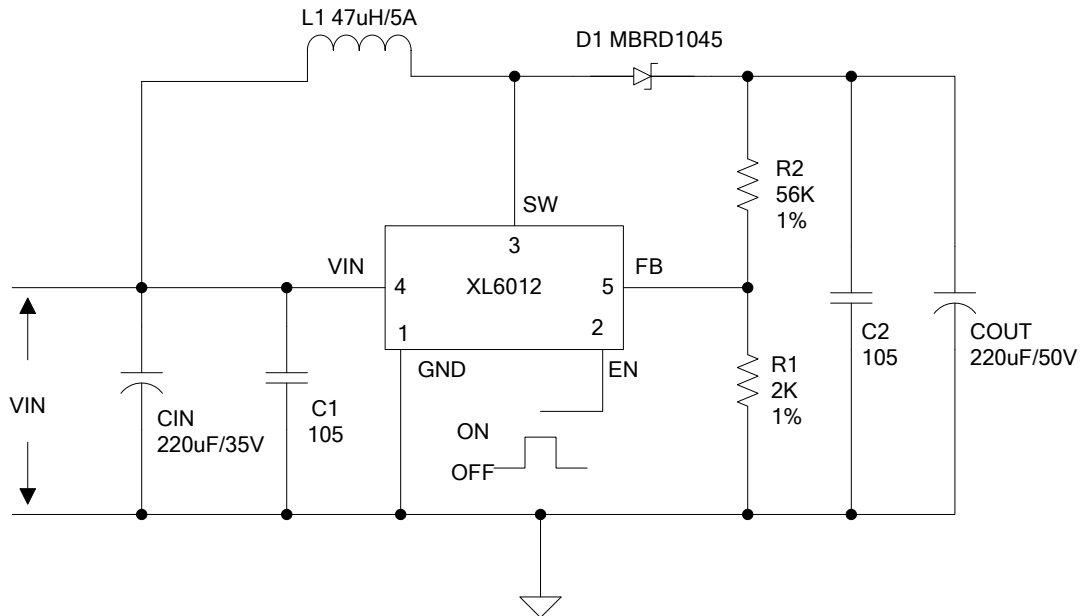 L1 47uH/5A
D1 MBRD1045
R2
56K
1%
SW
3
VIN
FB
4
XL6012
5
1
2
GND
EN
C2
105
COUT
220uF/50V
R1
2K
1%
VIN
CIN
220uF/35V
C1
105
ON
OFF